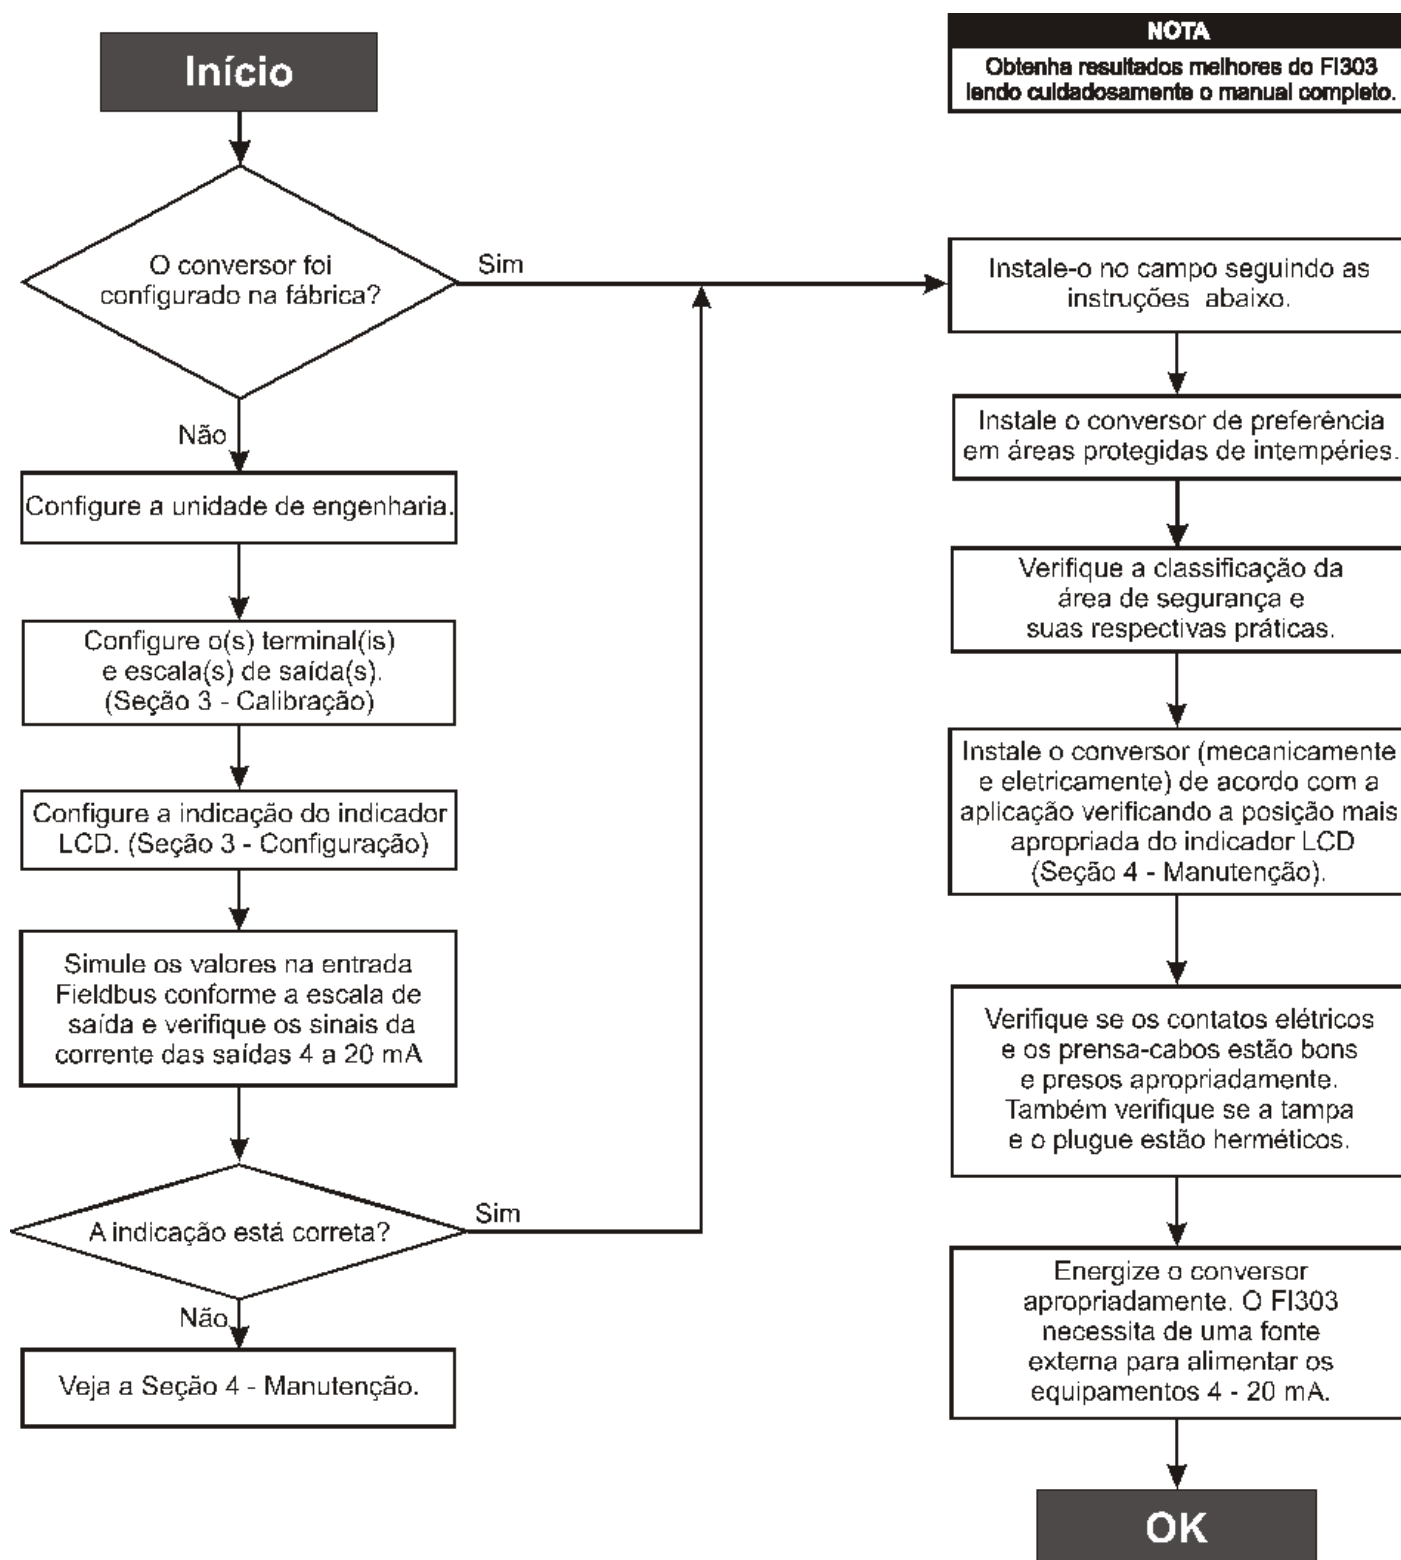 Início
O conversor foi
configurado na fábrica?
Sim
Não
Configure a unidade de engenharia.
Configure o(s) terminal(is)
e escala(s) de saída(s).
(Seção 3 - Calibração)
Configure a indicação do indicador
LCD. (Seção 3 - Configuração)
Simule os valores na entrada
Fieldbus conforme a escala de
saída e verifique os sinais da
corrente das saídas 4 a 20 mA
A indicação está correta?
Sim
Não
Veja a Seção 4 - Manutenção.
NOTA
Obtenha resultados melhores do FI303
lendo cuidadosamente o manual completo.
Instale-o no campo seguindo as
instruções abaixo.
Instale o conversor de preferência
em áreas protegidas de intempéries.
Verifique a classificação da
área de segurança e
suas respectivas práticas.
Instale o conversor (mecanicamente
e eletricamente) de acordo com a
aplicação verificando a posição mais
apropriada do indicador LCD
(Seção 4 - Manutenção).
Verifique se os contatos elétricos
e os prensa-cabos estão bons
e presos apropriadamente.
Também verifique se a tampa
e o plugue estão herméticos.
Energize o conversor
apropriadamente. O FI303
necessita de uma fonte
externa para alimentar os
equipamentos 4 - 20 mA.
OK